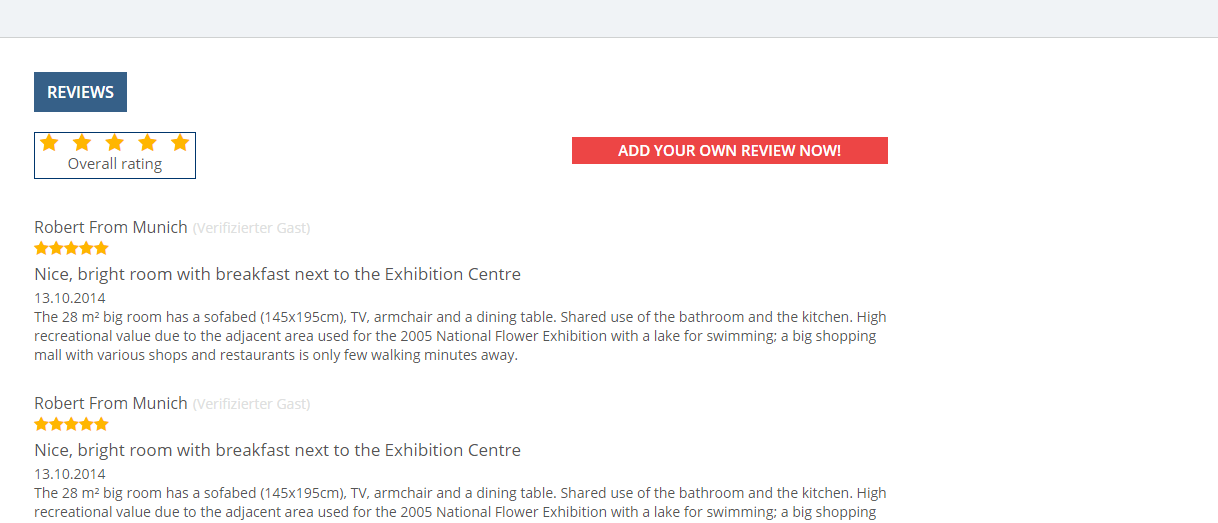 REVIEWS
Overall rating
ADD YOUR OWN REVIEW NOW!
Robert From Munich (Verifizierter Gast)
Nice, bright room with breakfast next to the Exhibition Centre
13.10.2014
The 28 m² big room has a sofabed (145x195cm), TV, armchair and a dining table. Shared use of the bathroom and the kitchen. High
recreational value due to the adjacent area used for the 2005 National Flower Exhibition with a lake for swimming; a big shopping
mall with various shops and restaurants is only few walking minutes away.
Robert From Munich (Verifizierter Gast)
Nice, bright room with breakfast next to the Exhibition Centre
13.10.2014
The 28 m² big room has a sofabed (145x195cm), TV, armchair and a dining table. Shared use of the bathroom and the kitchen. High
recreational value due to the adjacent area used for the 2005 National Flower Exhibition with a lake for swimming; a big shopping